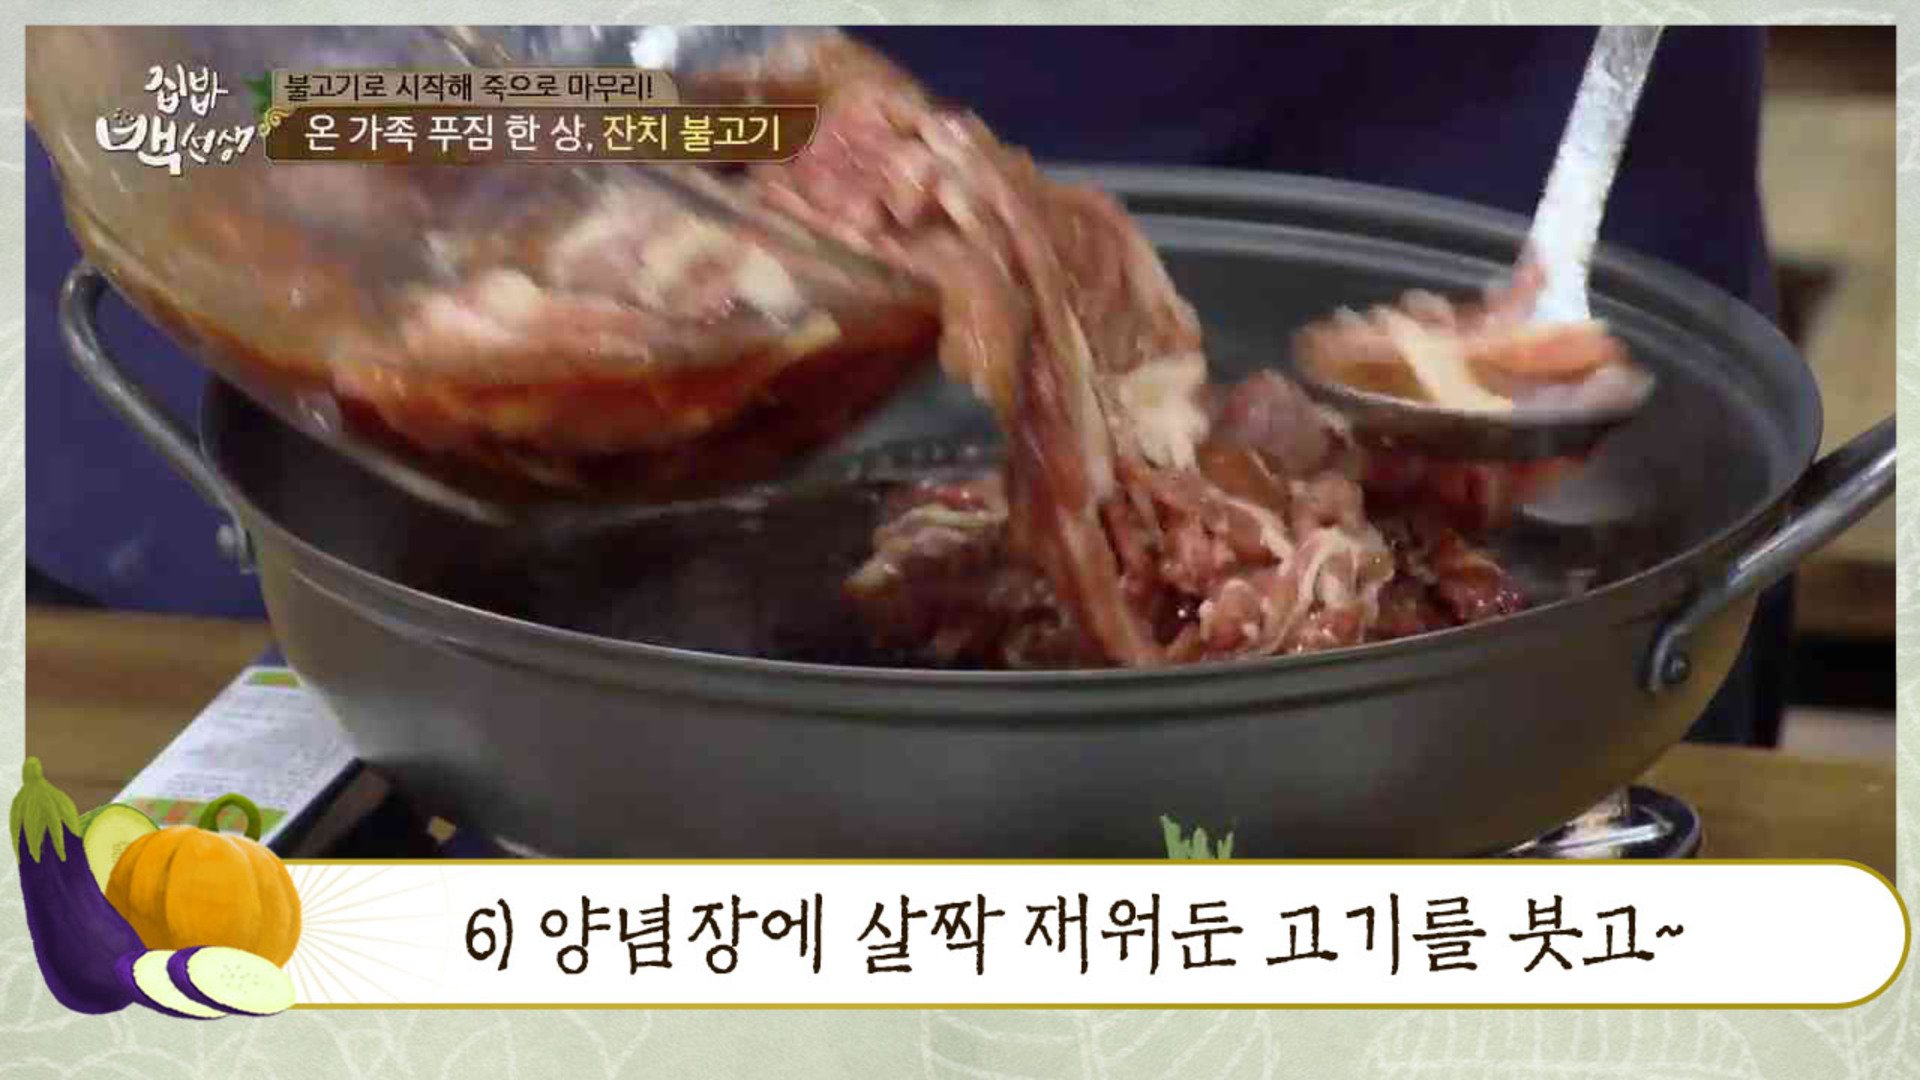 집밥
백선생
불고기로 시작해 죽으로 마무리!
온 가족 푸짐 한 상, 잔치 불고기
6) 양념장에 살짝 재워둔 고기를 붓고~